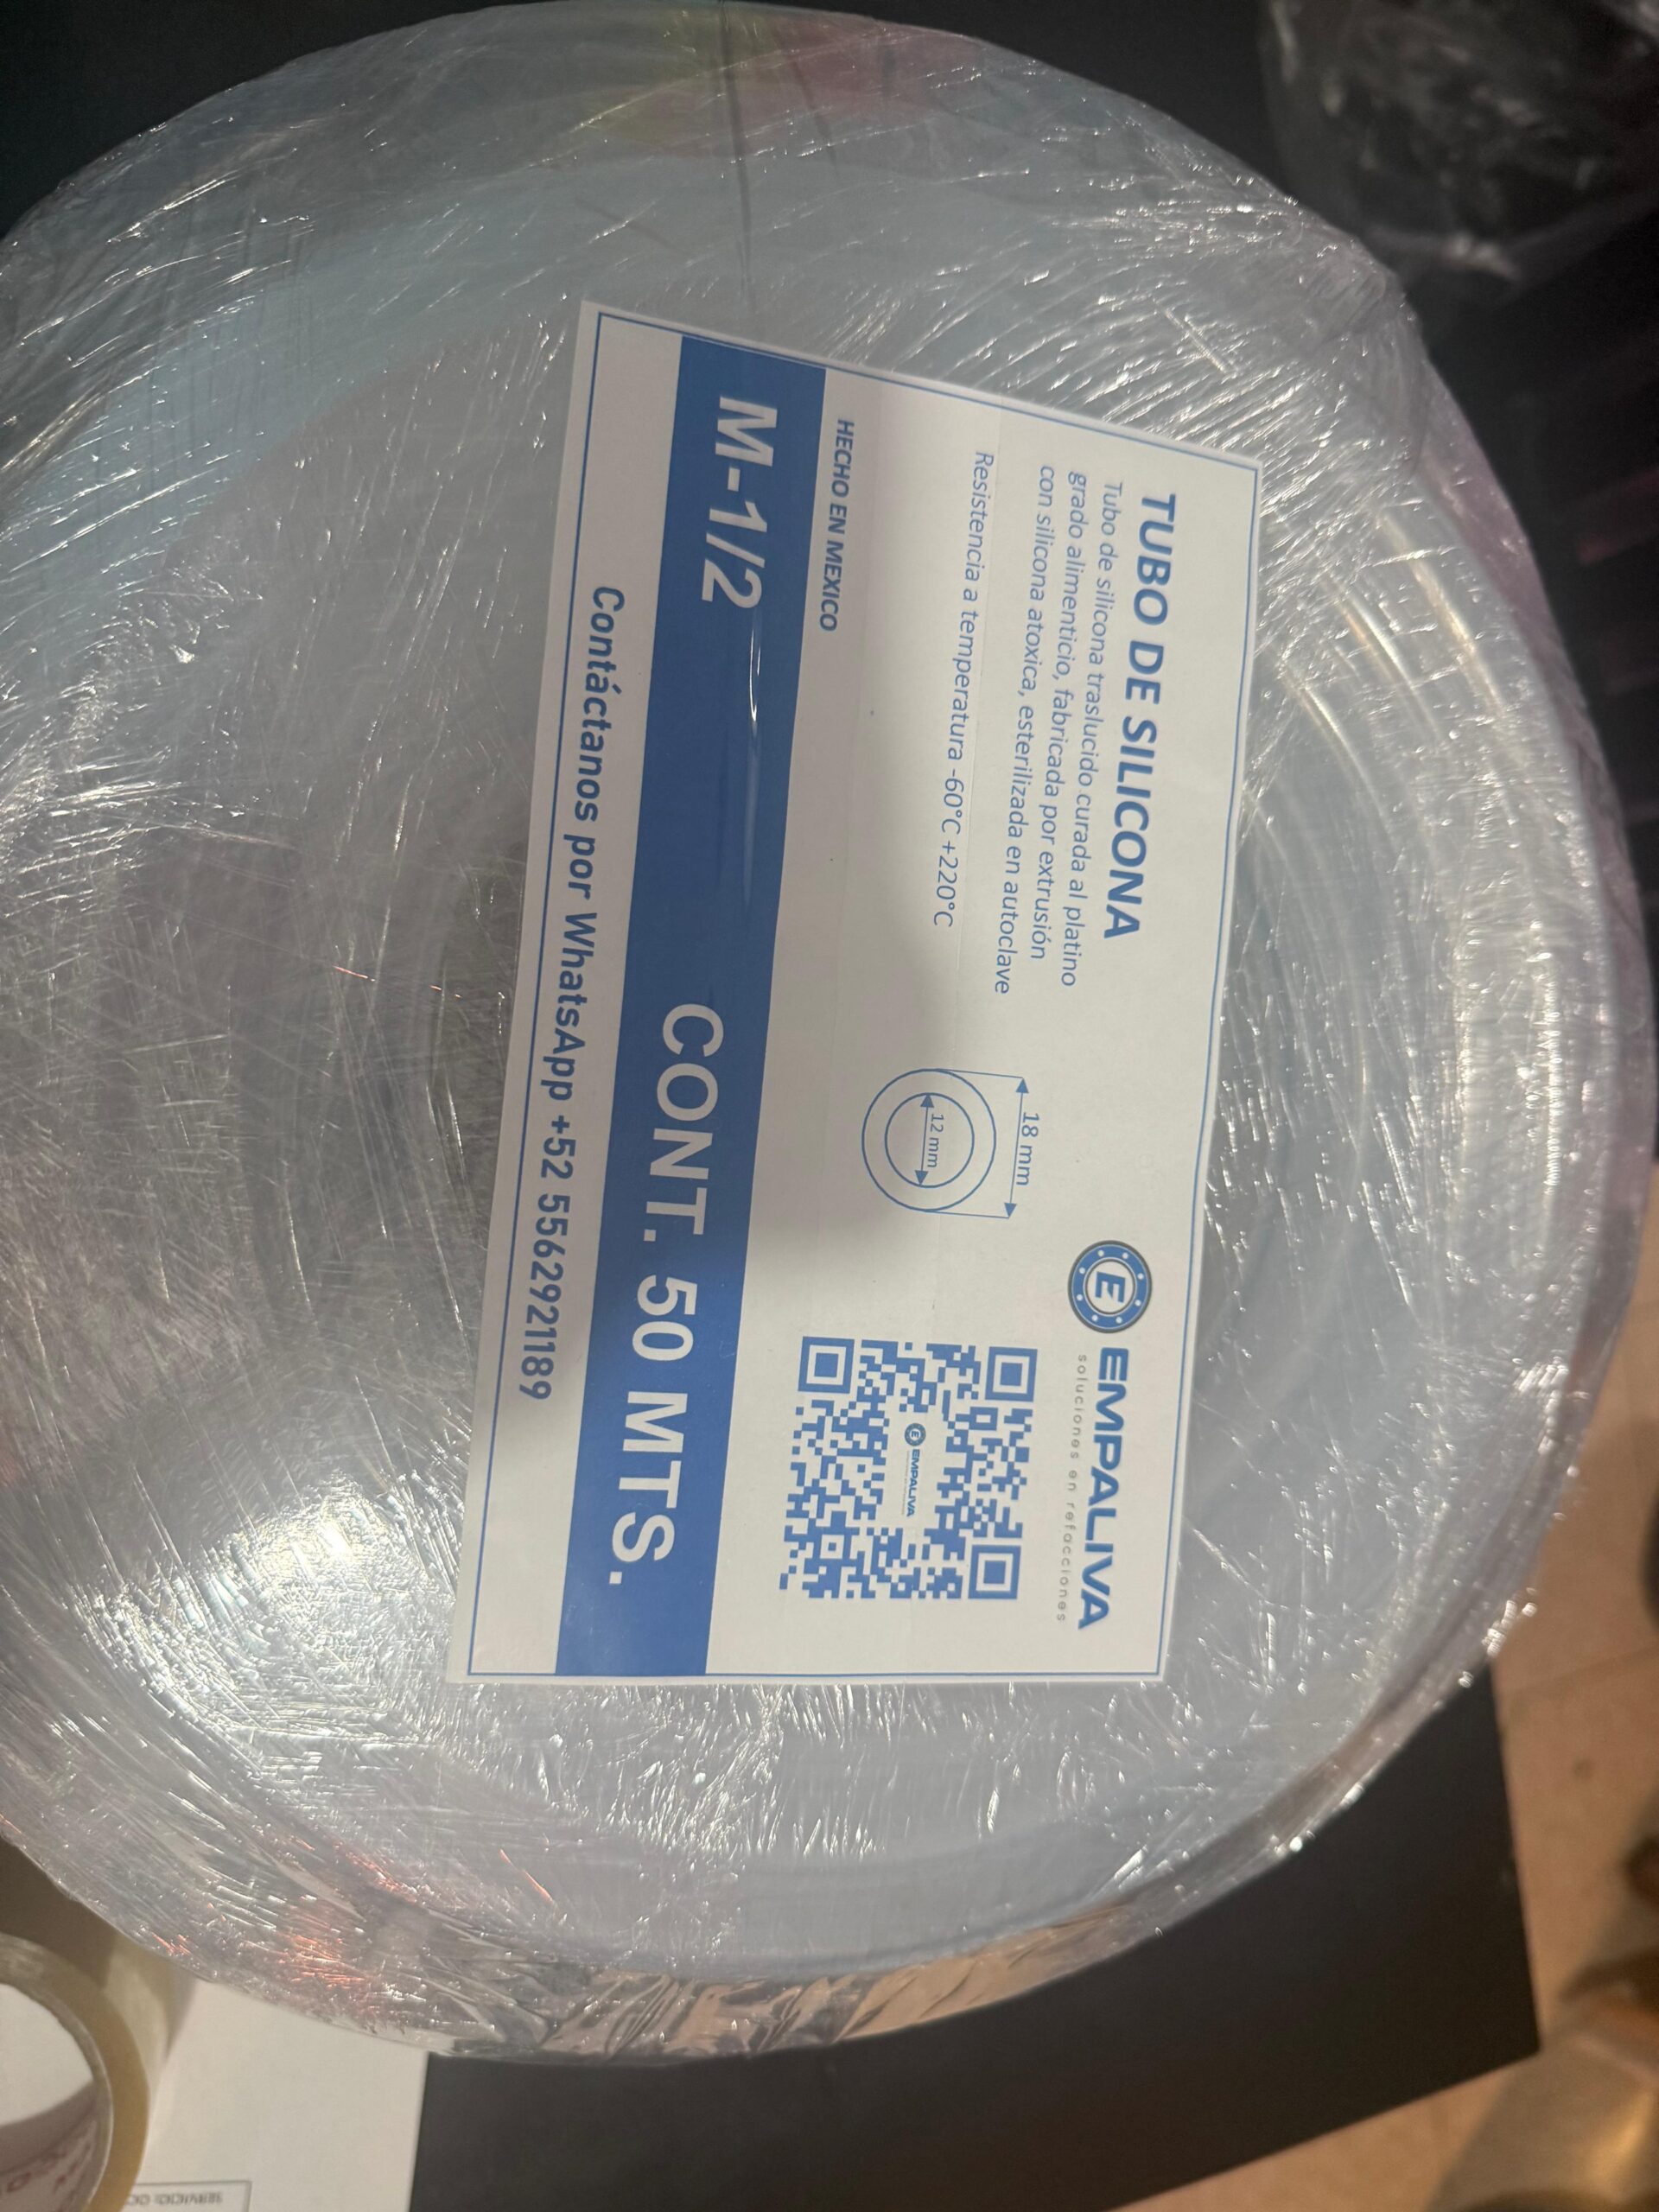 TUBO DE SILICONA
Tubo de silicona traslucido curada al platino
grado alimenticio, fabricada por extrusión
con silicona atoxica, esterilizada en autoclave
Resistencia a temperatura -60°C +220°C
HECHO EN MEXICO
18 mm
12 mm
E EMPALIVA
soluciones en refacciones
E EMPALIVA
M-1/2 CONT. 50 MTS.
Contáctanos por WhatsApp +52 5562921189